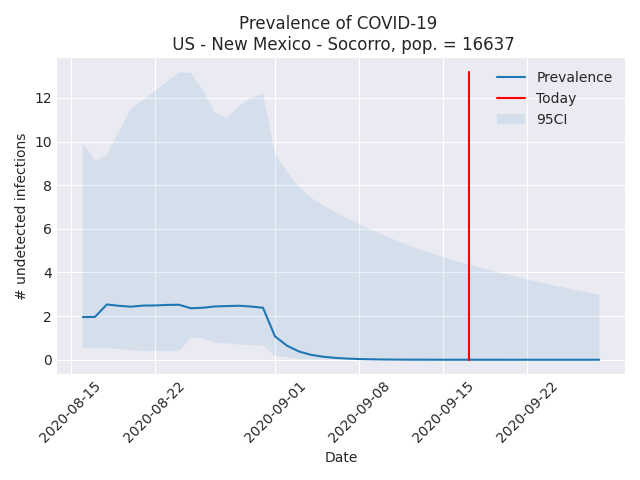 Prevalence of COVID-19
US - New Mexico - Socorro, pop. = 16637
# undetected infections
12
10
8
6
4
2
0
Prevalence
Today
95CI
2020-08-15
2020-08-22
2020-09-01
2020-09-08
2020-09-15
2020-09-22
Date